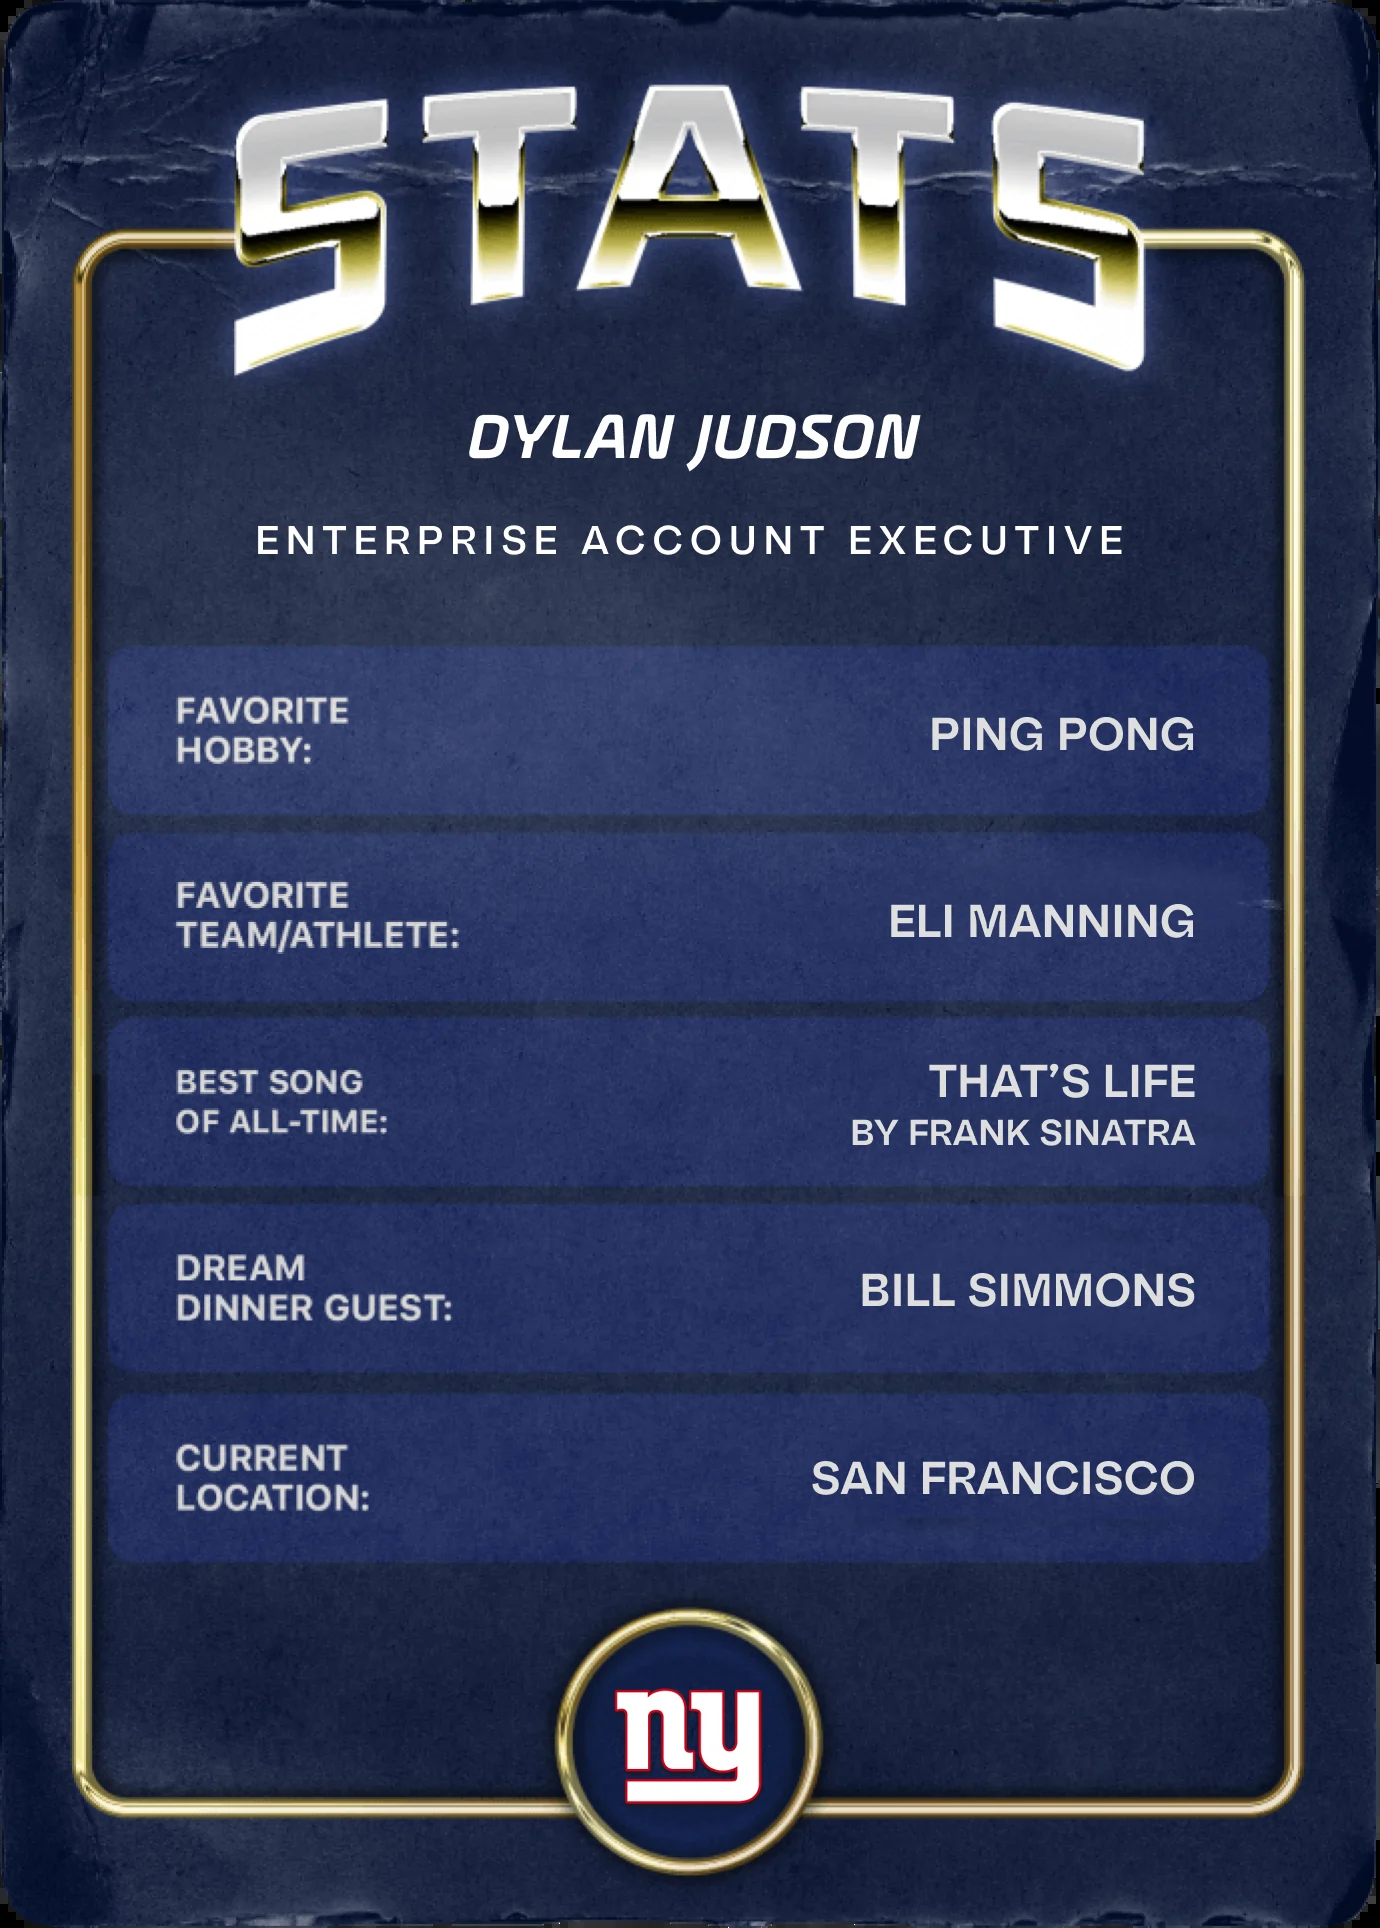 STATS
DYLAN JUDSON
ENTERPRISE ACCOUNT EXECUTIVE
FAVORITE
HOBBY:
PING PONG
FAVORITE
TEAM/ATHLETE:
ELI MANNING
BEST SONG
OF ALL-TIME:
THAT’S LIFE
BY FRANK SINATRA
DREAM
DINNER GUEST:
BILL SIMMONS
CURRENT
LOCATION:
SAN FRANCISCO
ny